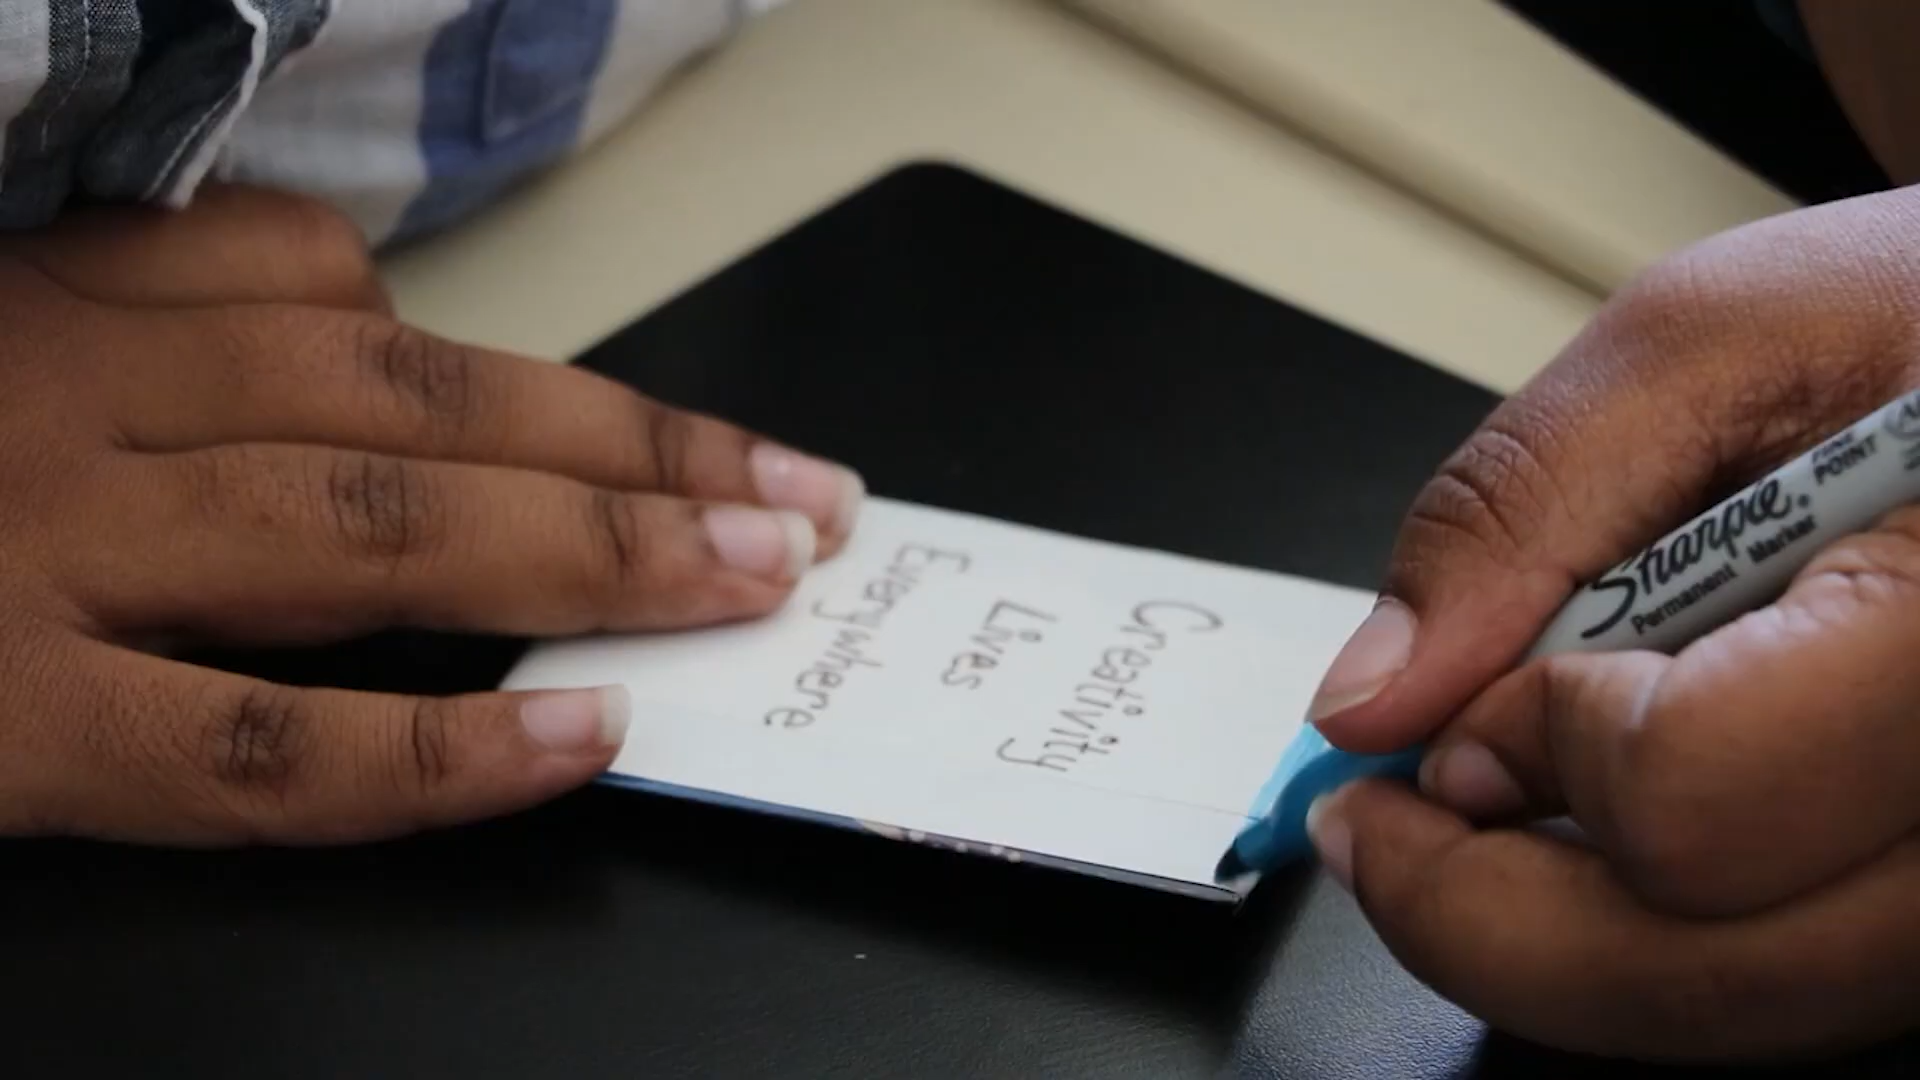 Creativity
Lives
Everywhere
Sharpie.
FINE
POINT
Permanent Marker